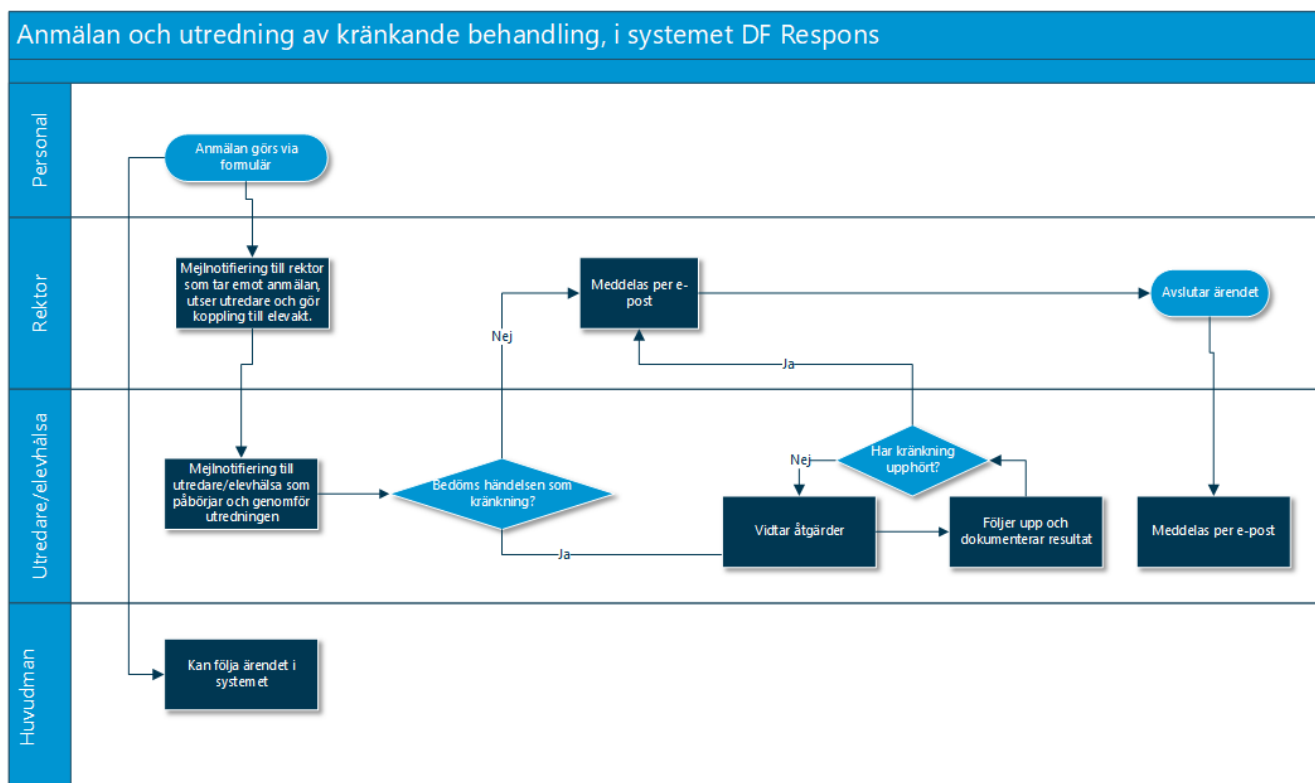 Anmälan och utredning av kränkande behandling, i systemet DF Respons
Personal
Anmälan görs via
formulär
Rektor
Mejlnotifiering till rektor
som tar emot anmälan,
utser utredare och gör
koppling till elevakt.
Meddelas per e-
post
Avslutar ärendet
Nej
Ja
Utredare/elevhälsa
Mejlnotifiering till
utredare/elevhälsa som
påbörjar och genomför
utredningen
Bedöms händelsen som
kränkning?
Har kränkning
upphört?
Nej
Vidtar åtgärder
Följer upp och
dokumenterar resultat
Meddelas per e-post
Ja
Huvudman
Kan följa ärendet i
systemet